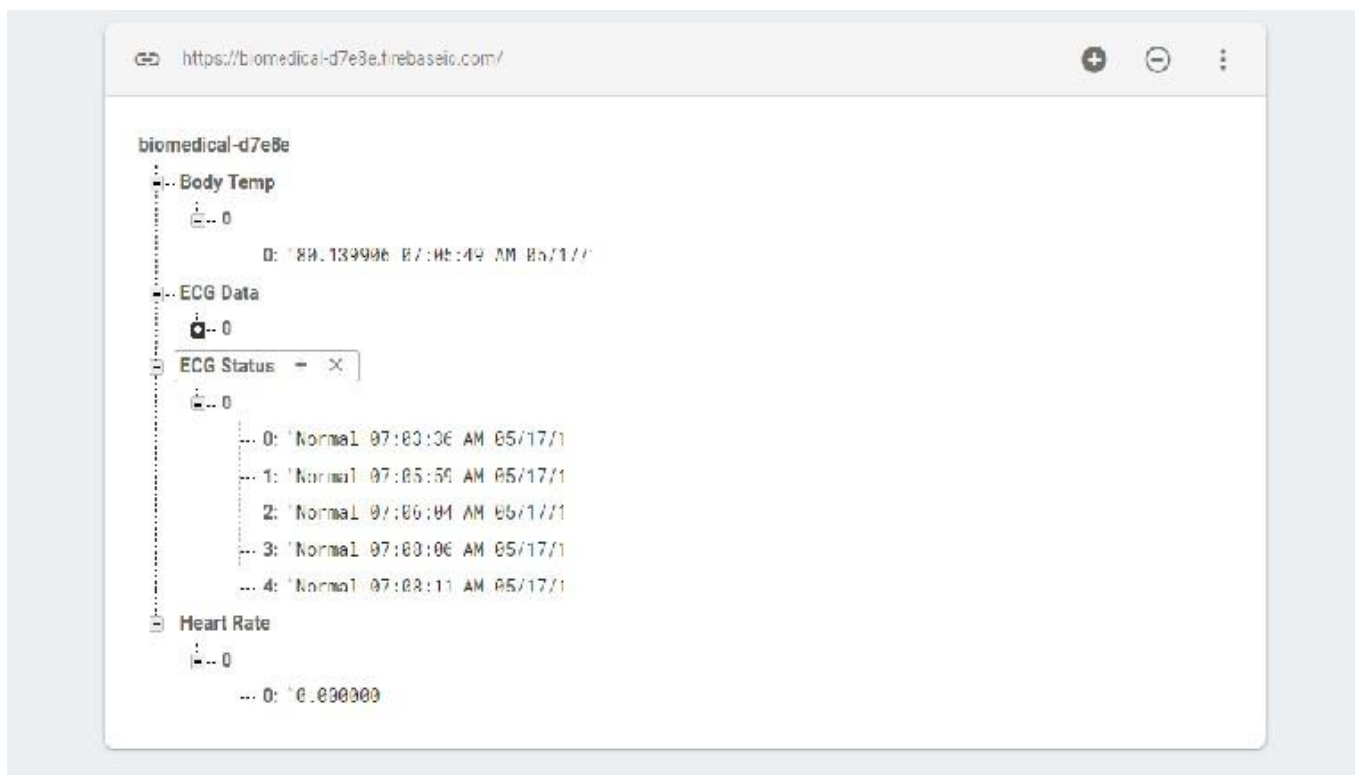 https://biomedical-d7e8e.firebaseio.com/
biomedical-d7e8e
Body Temp
0
0: "80.139906 07:05:49 AM 05/17/
ECG Data
0
ECG Status + ×
0
0: "Normal 07:03:36 AM 05/17/1
1: "Normal 07:05:59 AM 05/17/1
2: "Normal 07:06:04 AM 05/17/1
3: "Normal 07:08:06 AM 05/17/1
4: "Normal 07:08:11 AM 05/17/1
Heart Rate
0
0: "0.000000